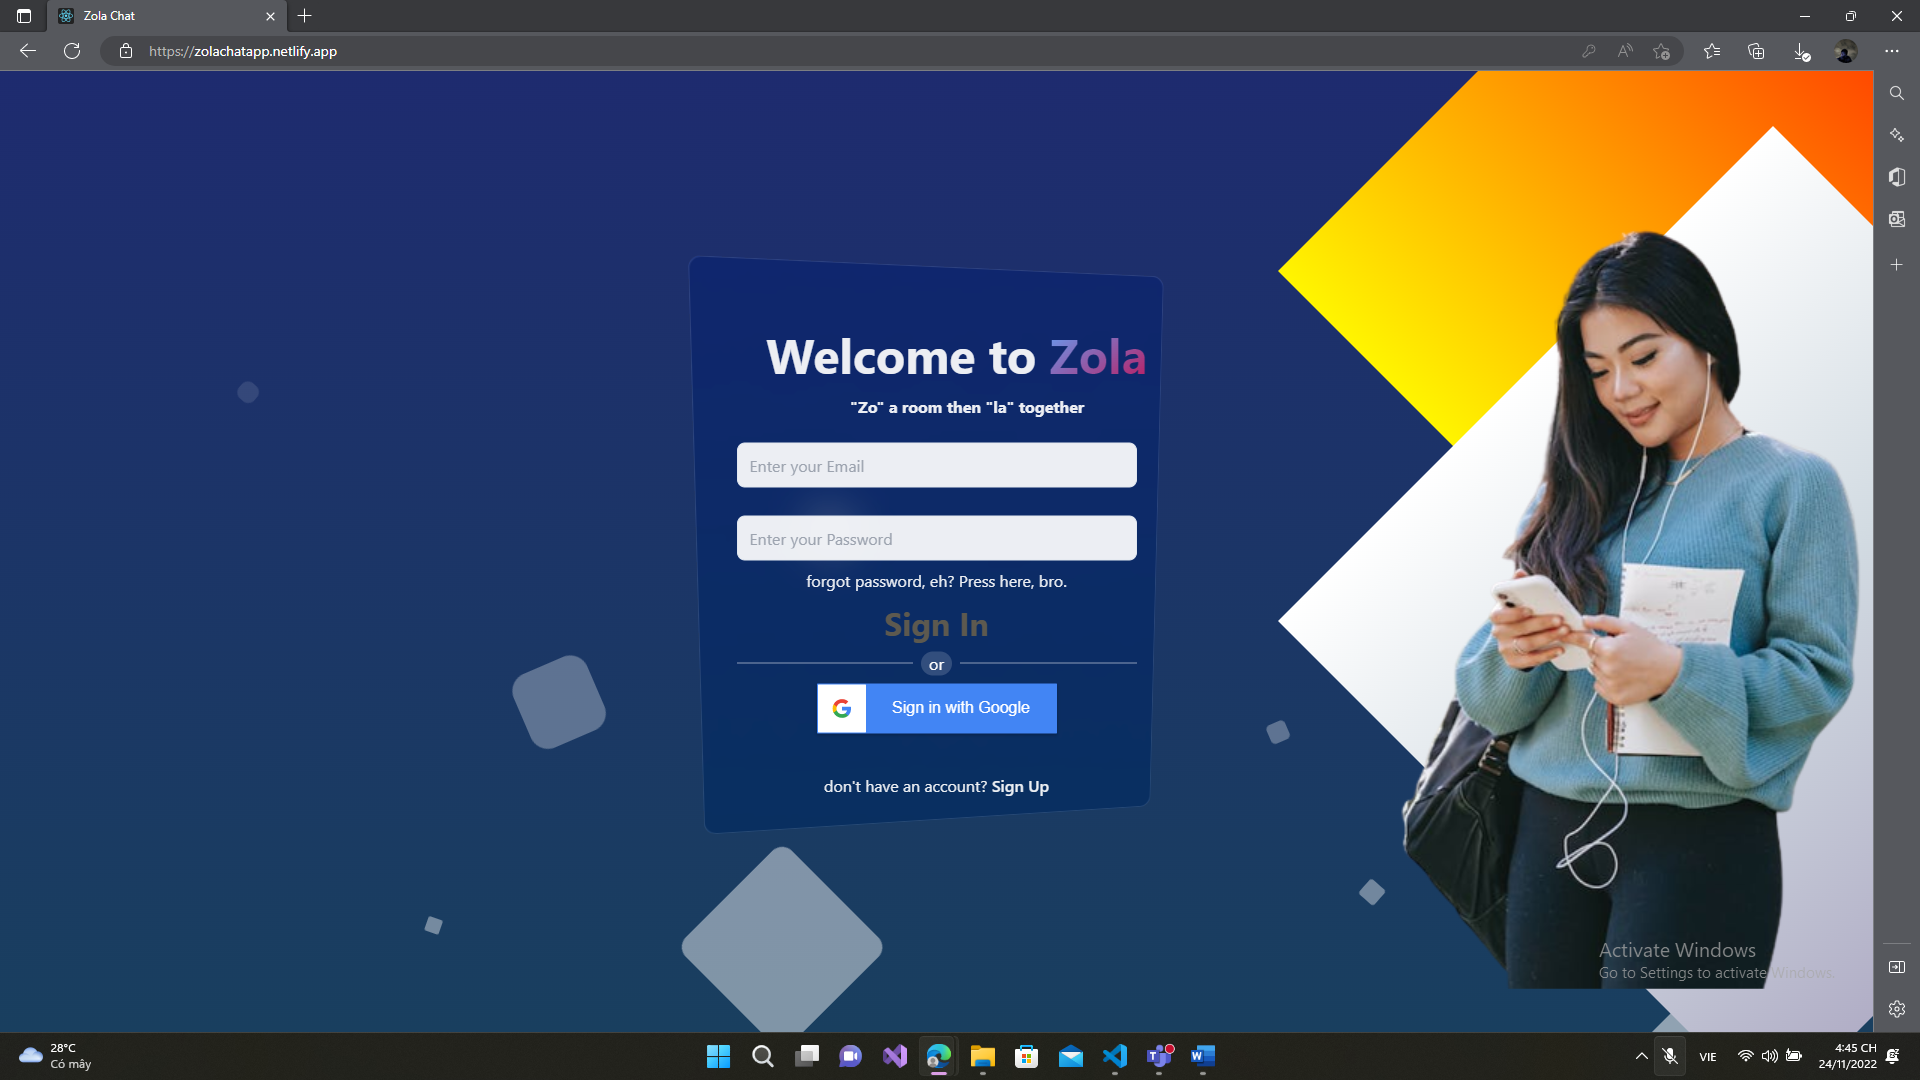 Zola Chat
https://zolachatapp.netlify.app
Welcome to Zola
"Zo" a room then "la" together
Enter your Email
Enter your Password
forgot password, eh? Press here, bro.
Sign In
or
Sign in with Google
don't have an account? Sign Up
Activate Windows
Go to Settings to activate Windows.
28°C
Có mây
VIE
4:45 CH
24/11/2022